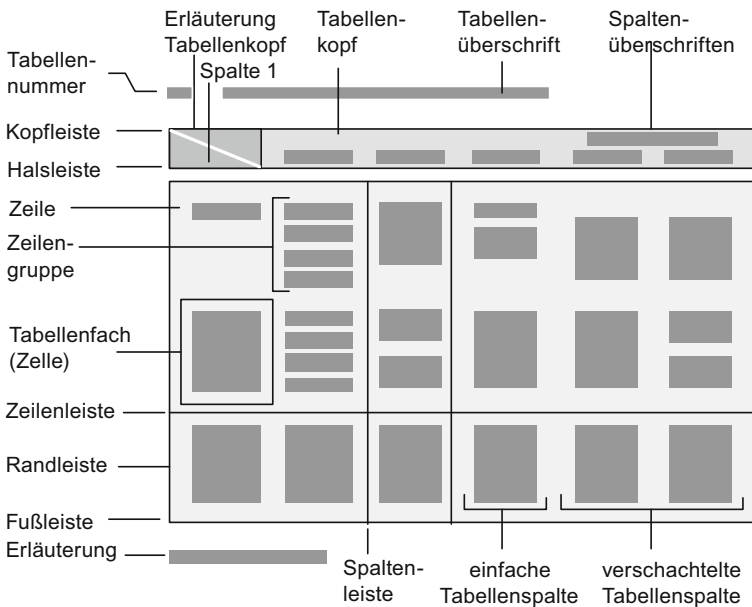 Erläuterung
Tabellenkopf
Spalte 1
Tabellen-
kopf
Tabellen-
überschrift
Spalten-
überschriften
Tabellen-
nummer
Kopfleiste
Halsleiste
Zeile
Zeilen-
gruppe
Tabellenfach
(Zelle)
Zeilenleiste
Randleiste
Fußleiste
Erläuterung
Spalten-
leiste
einfache
Tabellenspalte
verschachtelte
Tabellenspalte